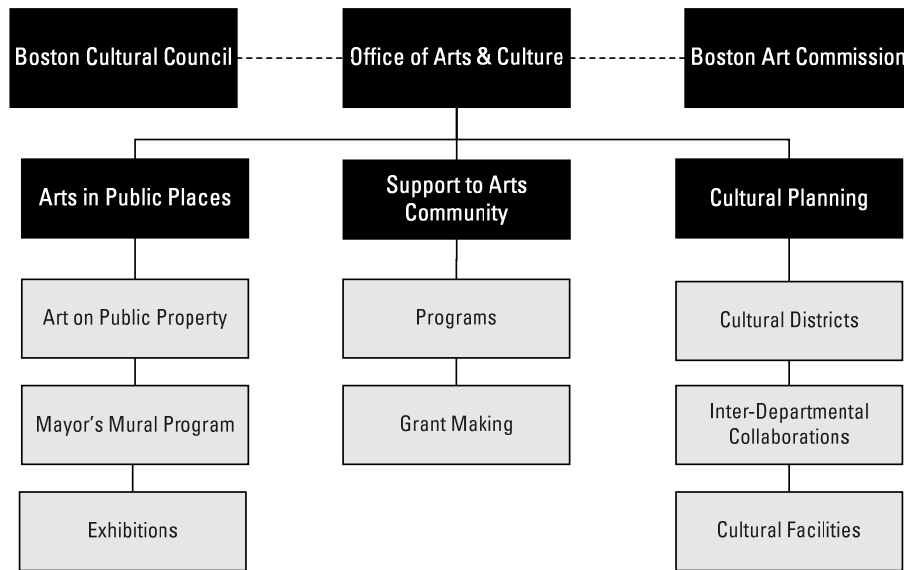 Boston Cultural Council
Office of Arts & Culture
Boston Art Commission
Arts in Public Places
Support to Arts
Community
Cultural Planning
Art on Public Property
Programs
Cultural Districts
Mayor's Mural Program
Grant Making
Inter-Departmental
Collaborations
Exhibitions
Cultural Facilities